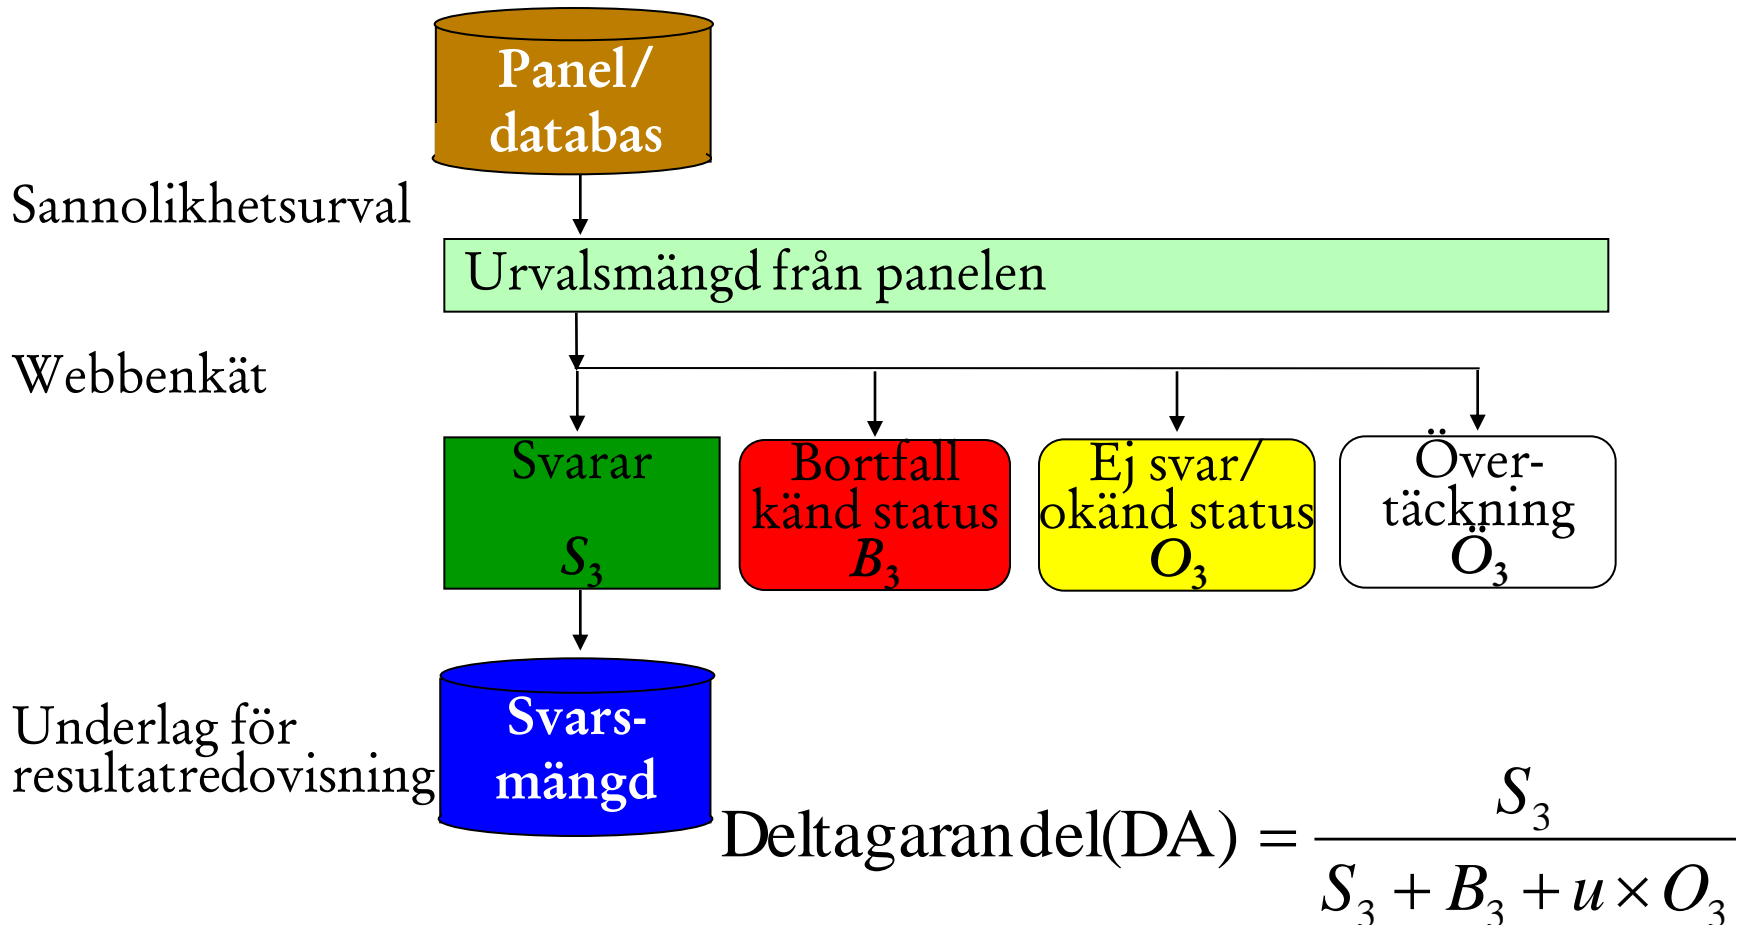 Panel/
databas
Sannolikhetsurval
Urvalsmängd från panelen
Webbenkät
Svarar
S₃
Bortfall
känd status
B₃
Ej svar/
okänd status
O₃
Över-
täckning
Ö₃
Underlag för
resultatredovisning
Svars-
mängd
Deltagarandel(DA) =
S₃
S₃ + B₃ + u × O₃